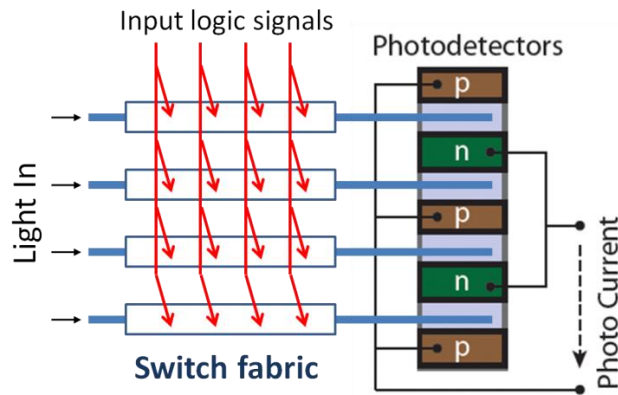 Input logic signals
Photodetectors
Light In
p
n
p
n
p
Photo Current
Switch fabric